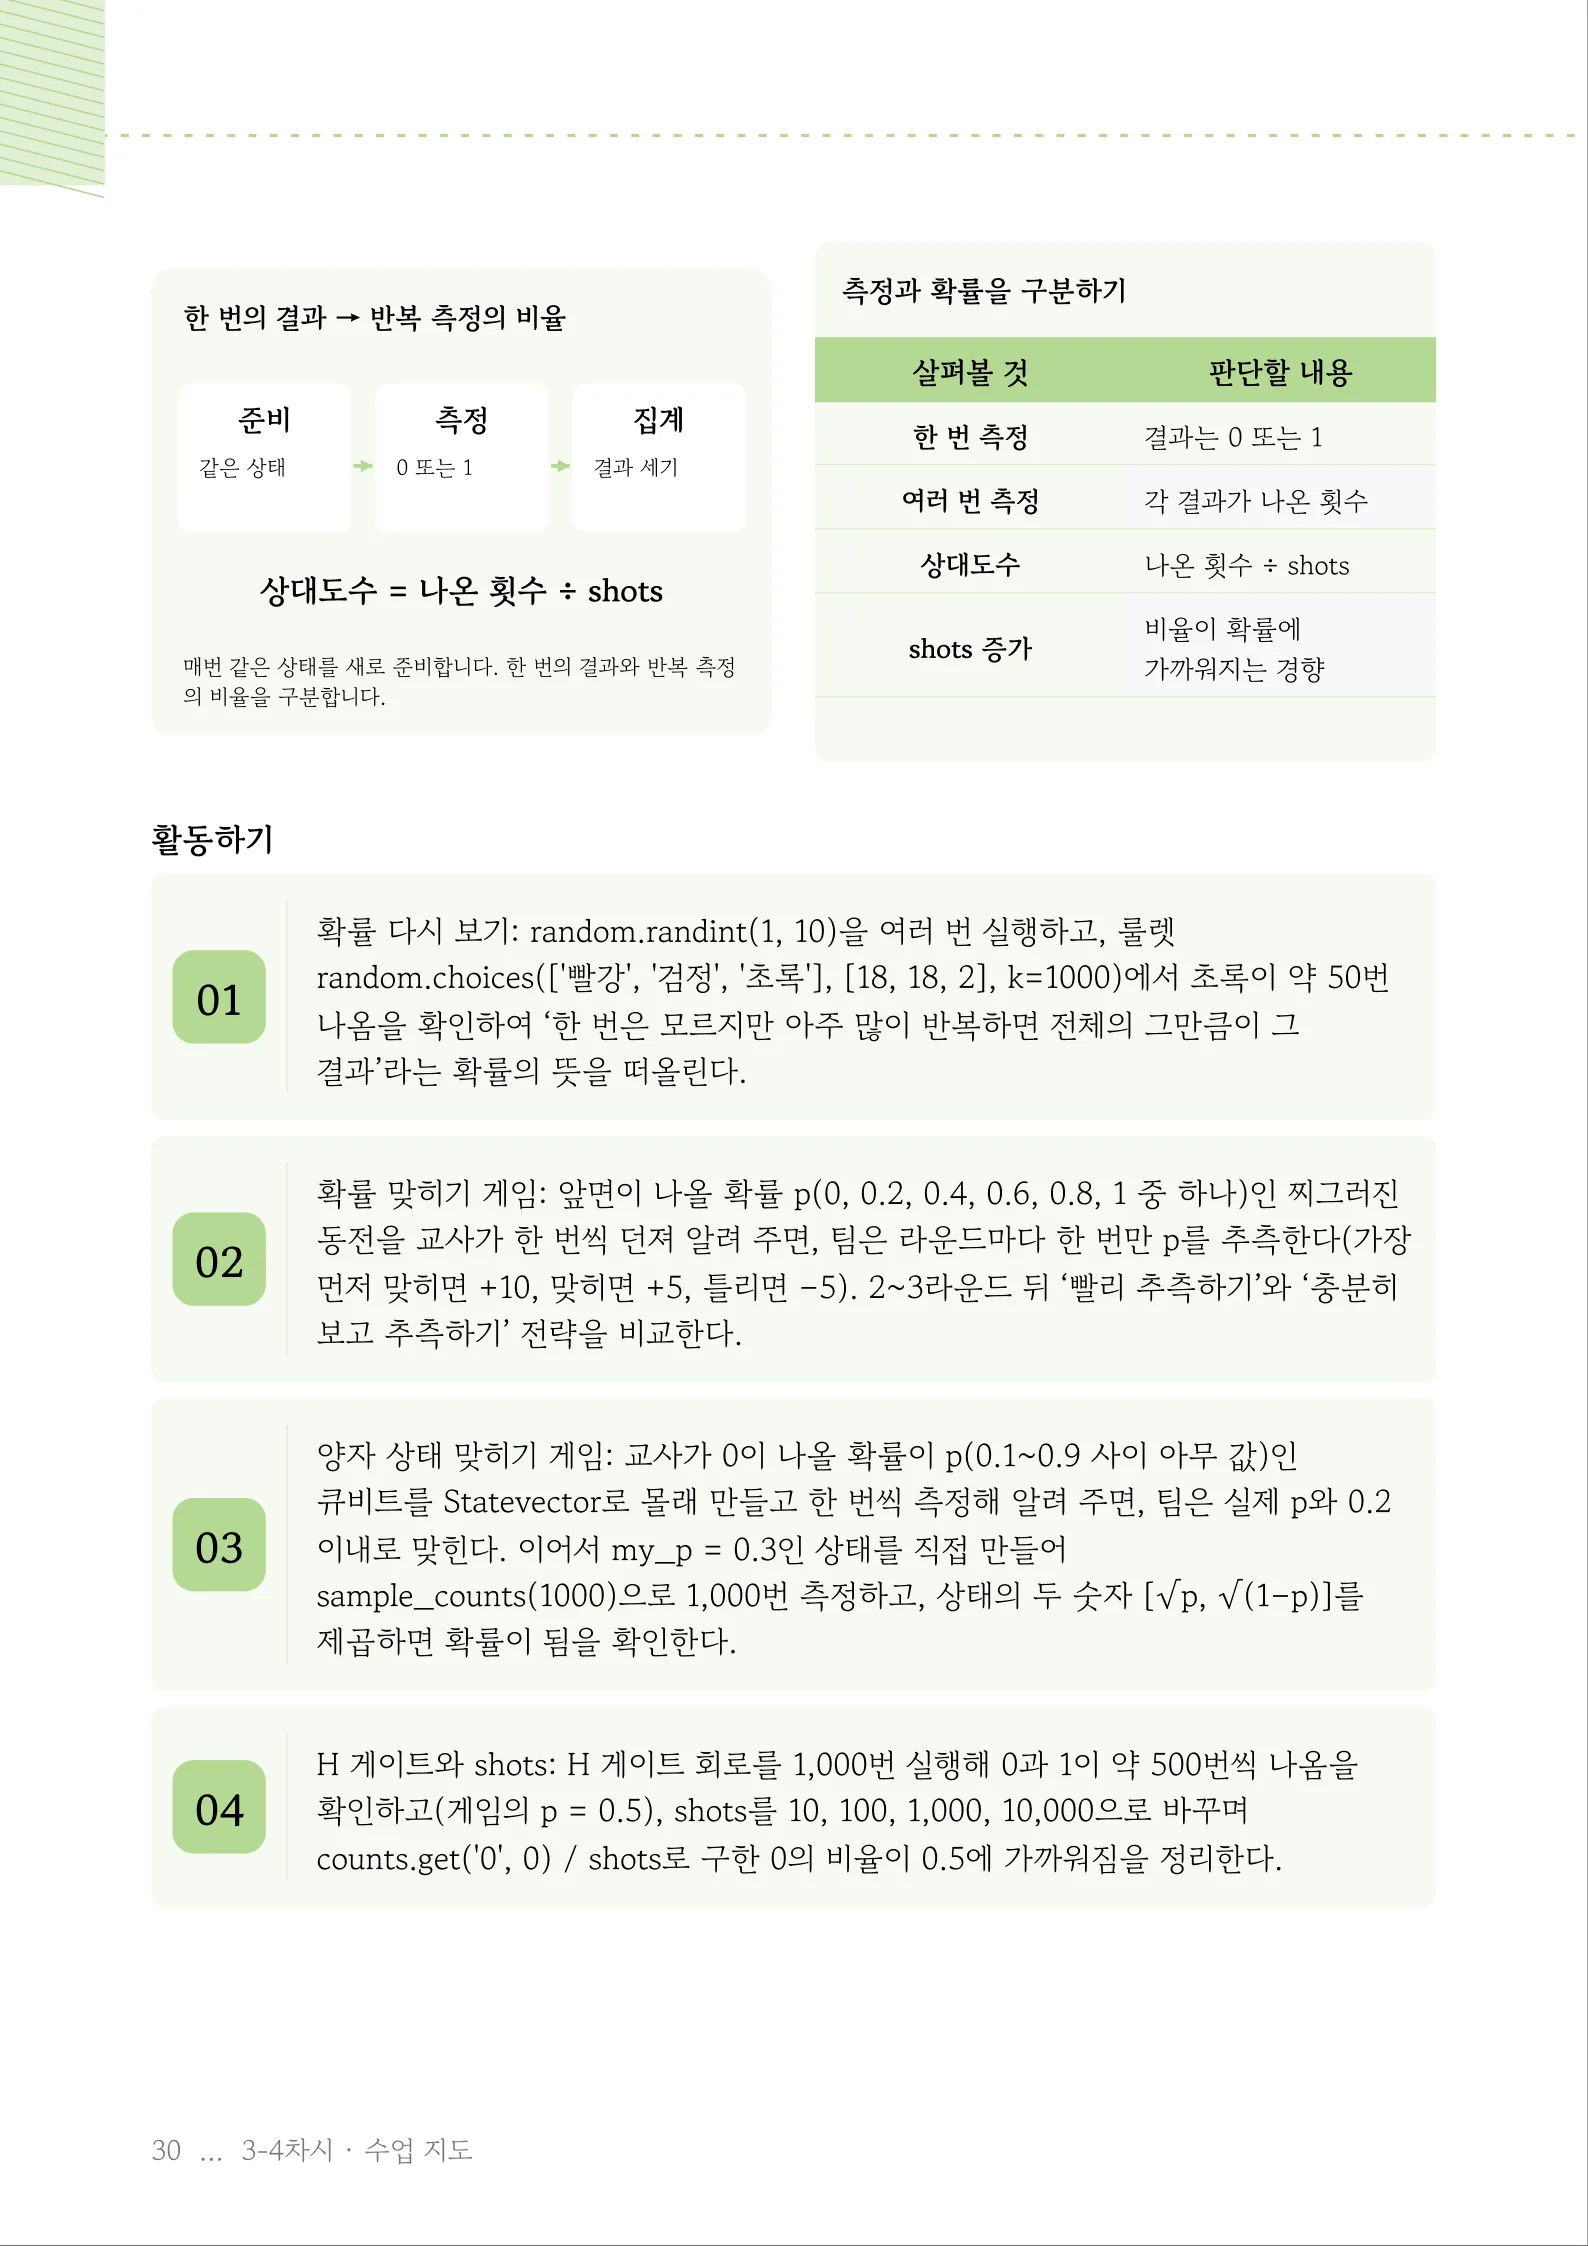 한 번의 결과 → 반복 측정의 비율
준비
같은 상태
측정
0 또는 1
집계
결과 세기
상대도수 = 나온 횟수 ÷ shots
매번 같은 상태를 새로 준비합니다. 한 번의 결과와 반복 측정
의 비율을 구분합니다.
측정과 확률을 구분하기
살펴볼 것 판단할 내용
한 번 측정 결과는 0 또는 1
여러 번 측정 각 결과가 나온 횟수
상대도수 나온 횟수 ÷ shots
shots 증가 비율이 확률에
가까워지는 경향
활동하기
01
확률 다시 보기: random.randint(1, 10)을 여러 번 실행하고, 룰렛
random.choices(['빨강', '검정', '초록'], [18, 18, 2], k=1000)에서 초록이 약 50번
나옴을 확인하여 ‘한 번은 모르지만 아주 많이 반복하면 전체의 그만큼이 그
결과’라는 확률의 뜻을 떠올린다.
02
확률 맞히기 게임: 앞면이 나올 확률 p(0, 0.2, 0.4, 0.6, 0.8, 1 중 하나)인 찌그러진
동전을 교사가 한 번씩 던져 알려 주면, 팀은 라운드마다 한 번만 p를 추측한다(가장
먼저 맞히면 +10, 맞히면 +5, 틀리면 −5). 2~3라운드 뒤 ‘빨리 추측하기’와 ‘충분히
보고 추측하기’ 전략을 비교한다.
03
양자 상태 맞히기 게임: 교사가 0이 나올 확률이 p(0.1~0.9 사이 아무 값)인
큐비트를 Statevector로 몰래 만들고 한 번씩 측정해 알려 주면, 팀은 실제 p와 0.2
이내로 맞힌다. 이어서 my_p = 0.3인 상태를 직접 만들어
sample_counts(1000)으로 1,000번 측정하고, 상태의 두 숫자 [√p, √(1−p)]를
제곱하면 확률이 됨을 확인한다.
04
H 게이트와 shots: H 게이트 회로를 1,000번 실행해 0과 1이 약 500번씩 나옴을
확인하고(게임의 p = 0.5), shots를 10, 100, 1,000, 10,000으로 바꾸며
counts.get('0', 0) / shots로 구한 0의 비율이 0.5에 가까워짐을 정리한다.
30 ... 3-4차시 · 수업 지도